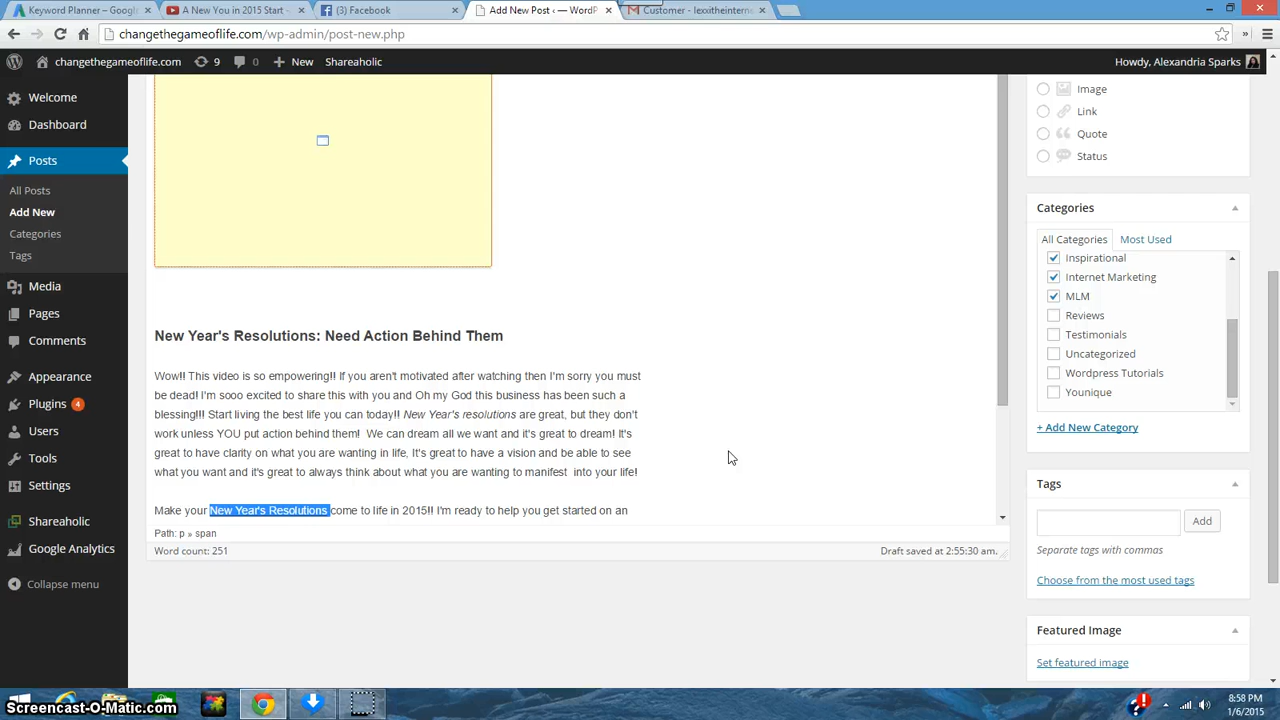 Keyword Planner – Google
A New You in 2015 Start -
(3) Facebook
Add New Post ‹ — WordP
Customer - lexxitheintern
changethegameoflife.com/wp-admin/post-new.php
changethegameoflife.com
9
0
New
Shareaholic
Howdy, Alexandria Sparks
Welcome
Dashboard
Posts
All Posts
Add New
Categories
Tags
Media
Pages
Comments
Appearance
Plugins 4
Users
Tools
Settings
Shareaholic
Google Analytics
Collapse menu
New Year's Resolutions: Need Action Behind Them
Wow!! This video is so empowering!! If you aren't motivated after watching then I'm sorry you must
be dead! I'm sooo excited to share this with you and Oh my God this business has been such a
blessing!!! Start living the best life you can today!! New Year's resolutions are great, but they don't
work unless YOU put action behind them! We can dream all we want and it's great to dream! It's
great to have clarity on what you are wanting in life, It's great to have a vision and be able to see
what you want and it's great to always think about what you are wanting to manifest into your life!
Make your New Year's Resolutions come to life in 2015!! I'm ready to help you get started on an
Path: p » span
Word count: 251
Draft saved at 2:55:30 am.
Image
Link
Quote
Status
Categories
All Categories
Most Used
Inspirational
Internet Marketing
MLM
Reviews
Testimonials
Uncategorized
Wordpress Tutorials
Younique
+ Add New Category
Tags
Add
Separate tags with commas
Choose from the most used tags
Featured Image
Set featured image
Screencast-O-Matic.com
8:58 PM
1/6/2015